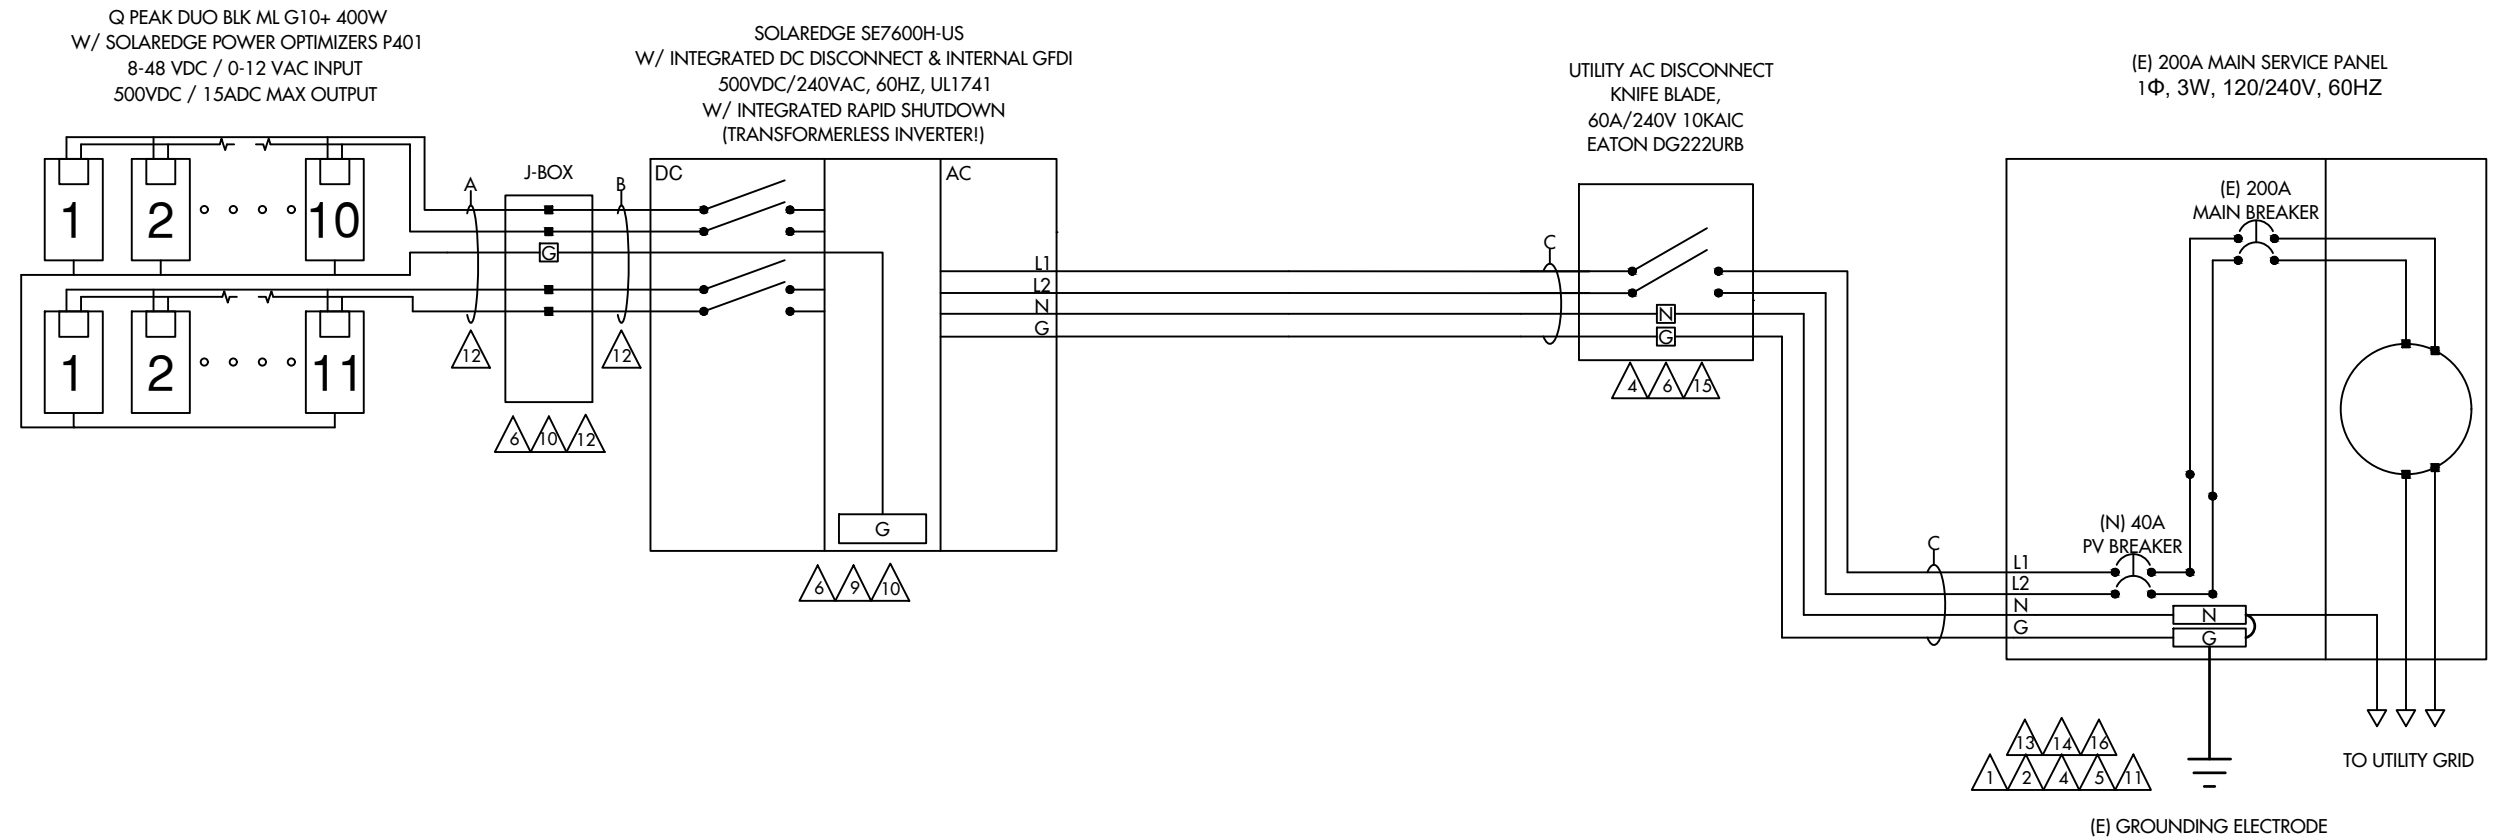 Q PEAK DUO BLK ML G10+ 400W
W/ SOLAREDGE POWER OPTIMIZERS P401
8-48 VDC / 0-12 VAC INPUT
500VDC / 15ADC MAX OUTPUT
SOLAREDGE SE7600H-US
W/ INTEGRATED DC DISCONNECT & INTERNAL GFDI
500VDC/240VAC, 60HZ, UL1741
W/ INTEGRATED RAPID SHUTDOWN
(TRANSFORMERLESS INVERTER!)
UTILITY AC DISCONNECT
KNIFE BLADE,
60A/240V 10KAIC
EATON DG222URB
(E) 200A MAIN SERVICE PANEL
1Φ, 3W, 120/240V, 60HZ
1 2 10
1 2 11
A
J-BOX
B
G
12
12
6 10 12
DC
AC
G
6 9 10
L1
L2
N
G
C
N
G
4 6 15
(E) 200A
MAIN BREAKER
(N) 40A
PV BREAKER
C
L1
L2
N
G
N
G
13 14 16
1 2 4 5 11
TO UTILITY GRID
(E) GROUNDING ELECTRODE